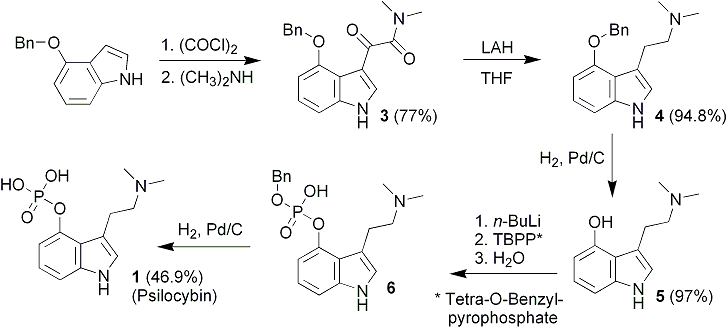 BnO
NH
1. (COCl)2
2. (CH3)2NH
BnO
O
O
N
NH
3 (77%)
LAH
THF
O Bn
N
NH
4 (94.8%)
H2, Pd/C
OH
N
NH
5 (97%)
1. n-BuLi
2. TBPP*
3. H2O
* Tetra-O-Benzyl-
pyrophosphate
Bn
O
OH
P
O
O
N
NH
6
H2, Pd/C
HO
OH
P
O
O
N
NH
1 (46.9%)
(Psilocybin)